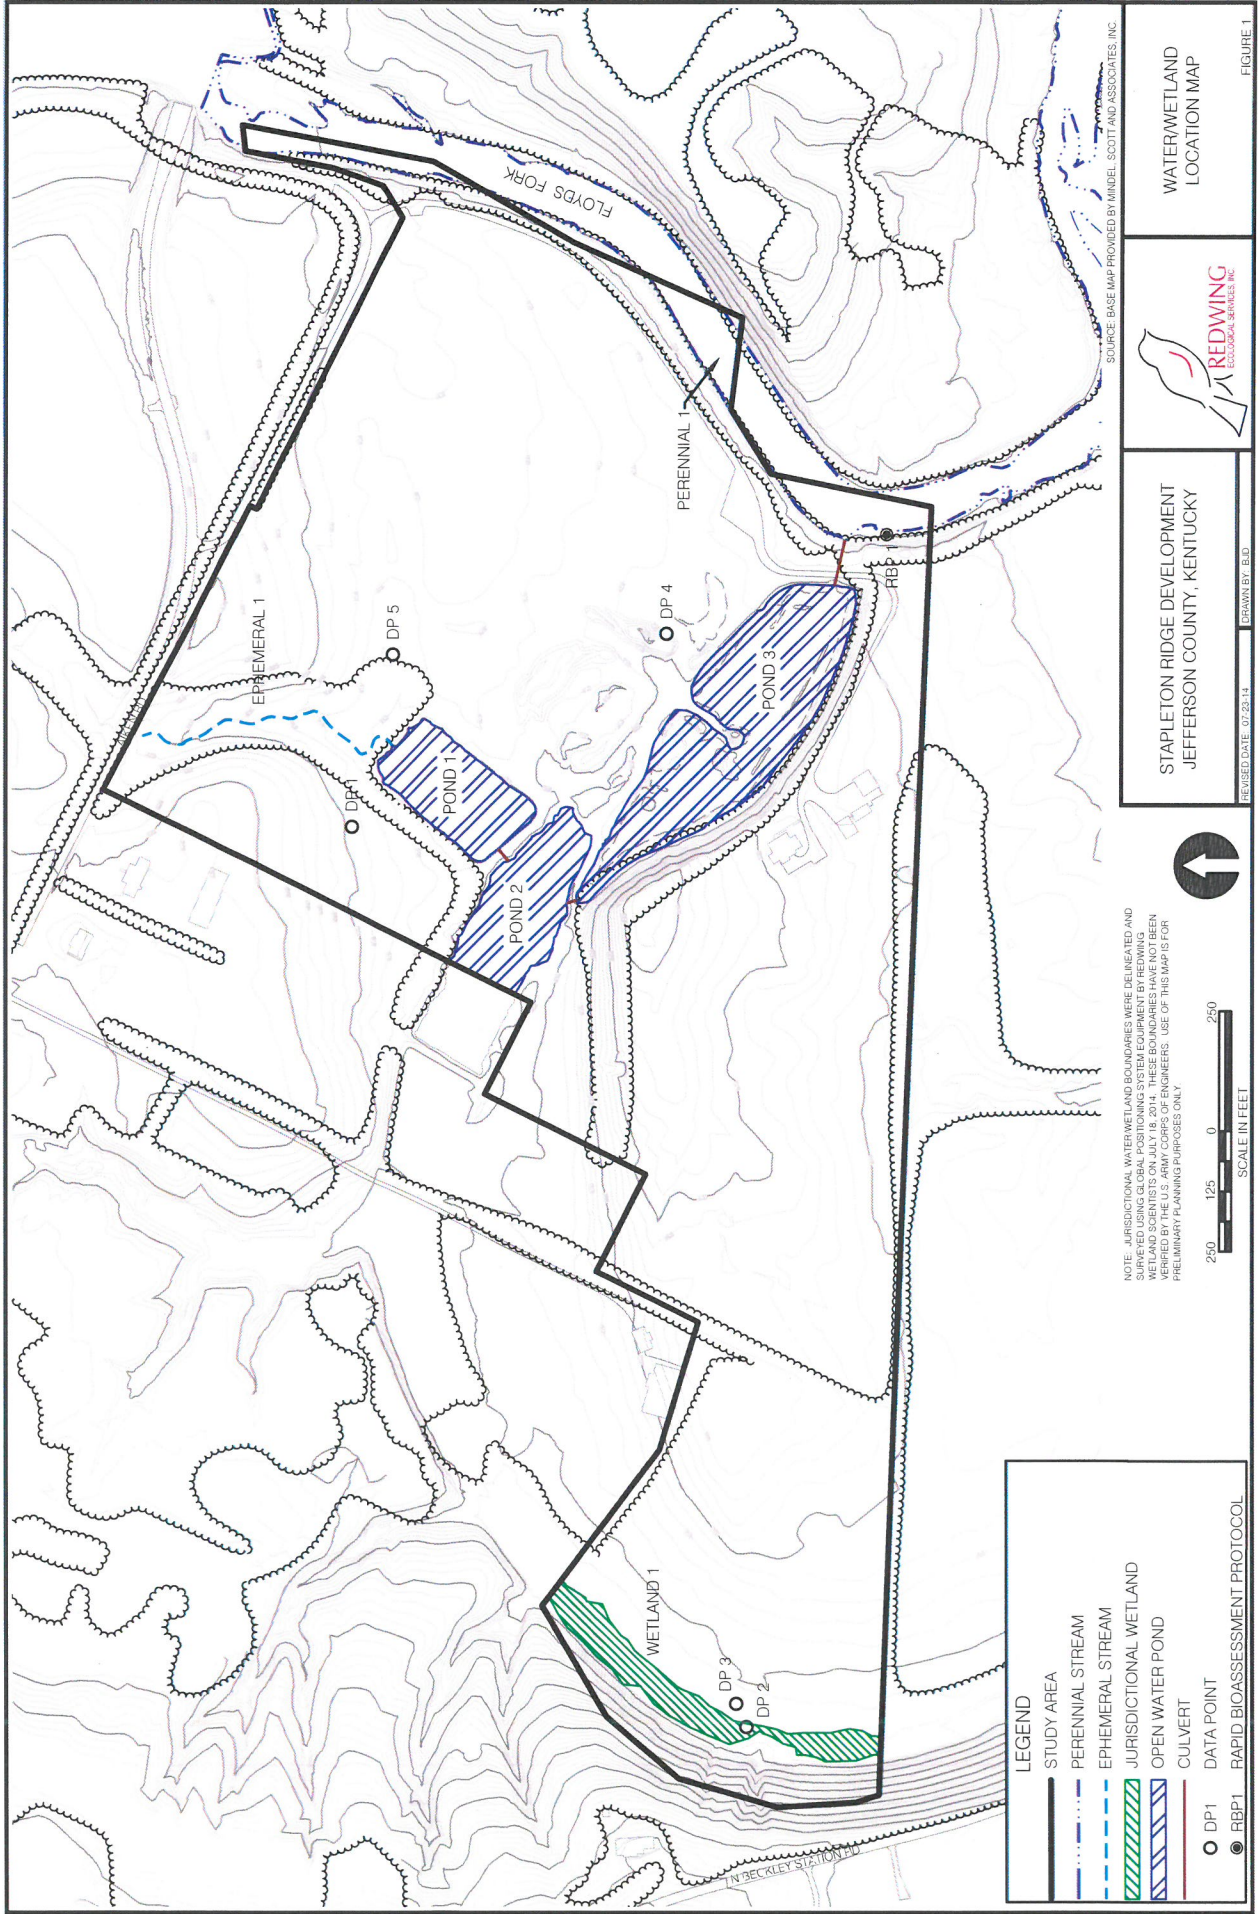 FLOYDS FORK
PERENNIAL 1
EPHEMERAL 1
DP 5
DP 4
RBP 1
DP 1
POND 1
POND 2
POND 3
WETLAND 1
DP 3
DP 2
N BECKLEY STATION RD
LEGEND
STUDY AREA
PERENNIAL STREAM
EPHEMERAL STREAM
JURISDICTIONAL WETLAND
OPEN WATER POND
CULVERT
DP1 DATA POINT
RBP1 RAPID BIOASSESSMENT PROTOCOL
NOTE: JURISDICTIONAL WATER/WETLAND BOUNDARIES WERE DELINEATED AND
SURVEYED USING GLOBAL POSITIONING SYSTEM EQUIPMENT BY REDWING
WETLAND SCIENTISTS ON JULY 18, 2014. THESE BOUNDARIES HAVE NOT BEEN
VERIFIED BY THE U.S. ARMY CORPS OF ENGINEERS. USE OF THIS MAP IS FOR
PRELIMINARY PLANNING PURPOSES ONLY
250 125 0 250
SCALE IN FEET
STAPLETON RIDGE DEVELOPMENT
JEFFERSON COUNTY, KENTUCKY
REVISED DATE: 07-23-14 DRAWN BY: BJD
REDWING
ECOLOGICAL SERVICES, INC.
SOURCE: BASE MAP PROVIDED BY MINDEL, SCOTT AND ASSOCIATES, INC.
WATER/WETLAND
LOCATION MAP
FIGURE 1